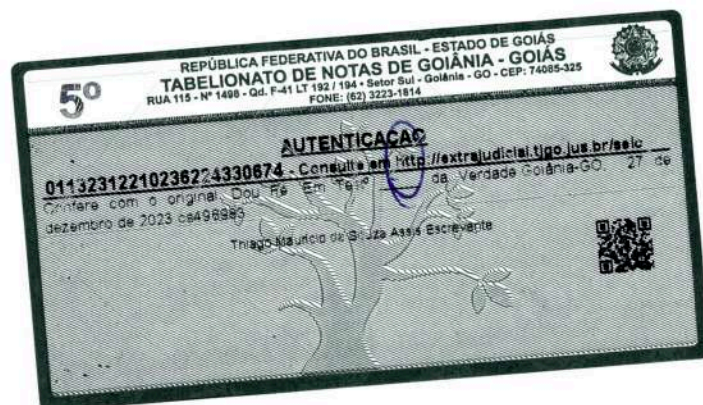 REPÚBLICA FEDERATIVA DO BRASIL - ESTADO DE GOIÁS
5º TABELIONATO DE NOTAS DE GOIÂNIA - GOIÁS
RUA 115 - Nº 1498 - Qd. F-41 LT 192 / 194 - Setor Sul - Goiânia - GO - CEP: 74085-325
FONE: (62) 3223-1814
AUTENTICAÇÃO
01132312210236224330674 - Consulte em http://extrajudicial.tjgo.jus.br/selo
Confere com o original. Dou Fé. Em Test° da Verdade Goiânia-GO. 27 de
dezembro de 2023 cs498983
Thiago Mauricio de Souza Assis Escrevente